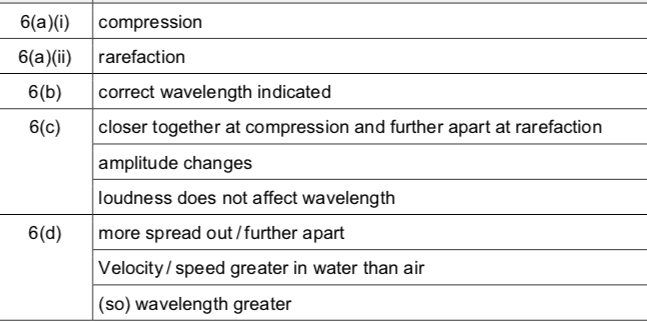 6(a)(i) compression
6(a)(ii) rarefaction
6(b) correct wavelength indicated
6(c) closer together at compression and further apart at rarefaction
amplitude changes
loudness does not affect wavelength
6(d) more spread out / further apart
Velocity / speed greater in water than air
(so) wavelength greater